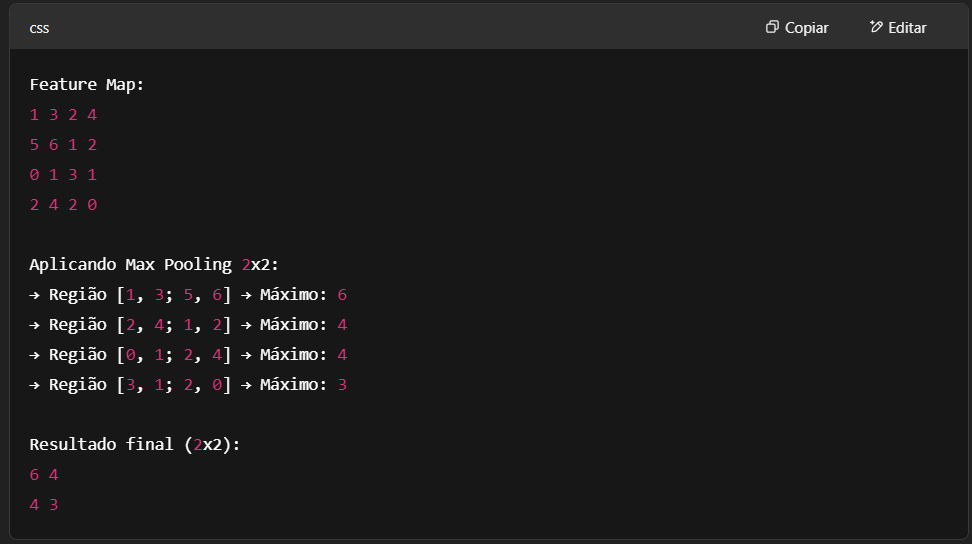 css Copiar Editar
Feature Map:
1 3 2 4
5 6 1 2
0 1 3 1
2 4 2 0
Aplicando Max Pooling 2x2:
→ Região [1, 3; 5, 6] → Máximo: 6
→ Região [2, 4; 1, 2] → Máximo: 4
→ Região [0, 1; 2, 4] → Máximo: 4
→ Região [3, 1; 2, 0] → Máximo: 3
Resultado final (2x2):
6 4
4 3